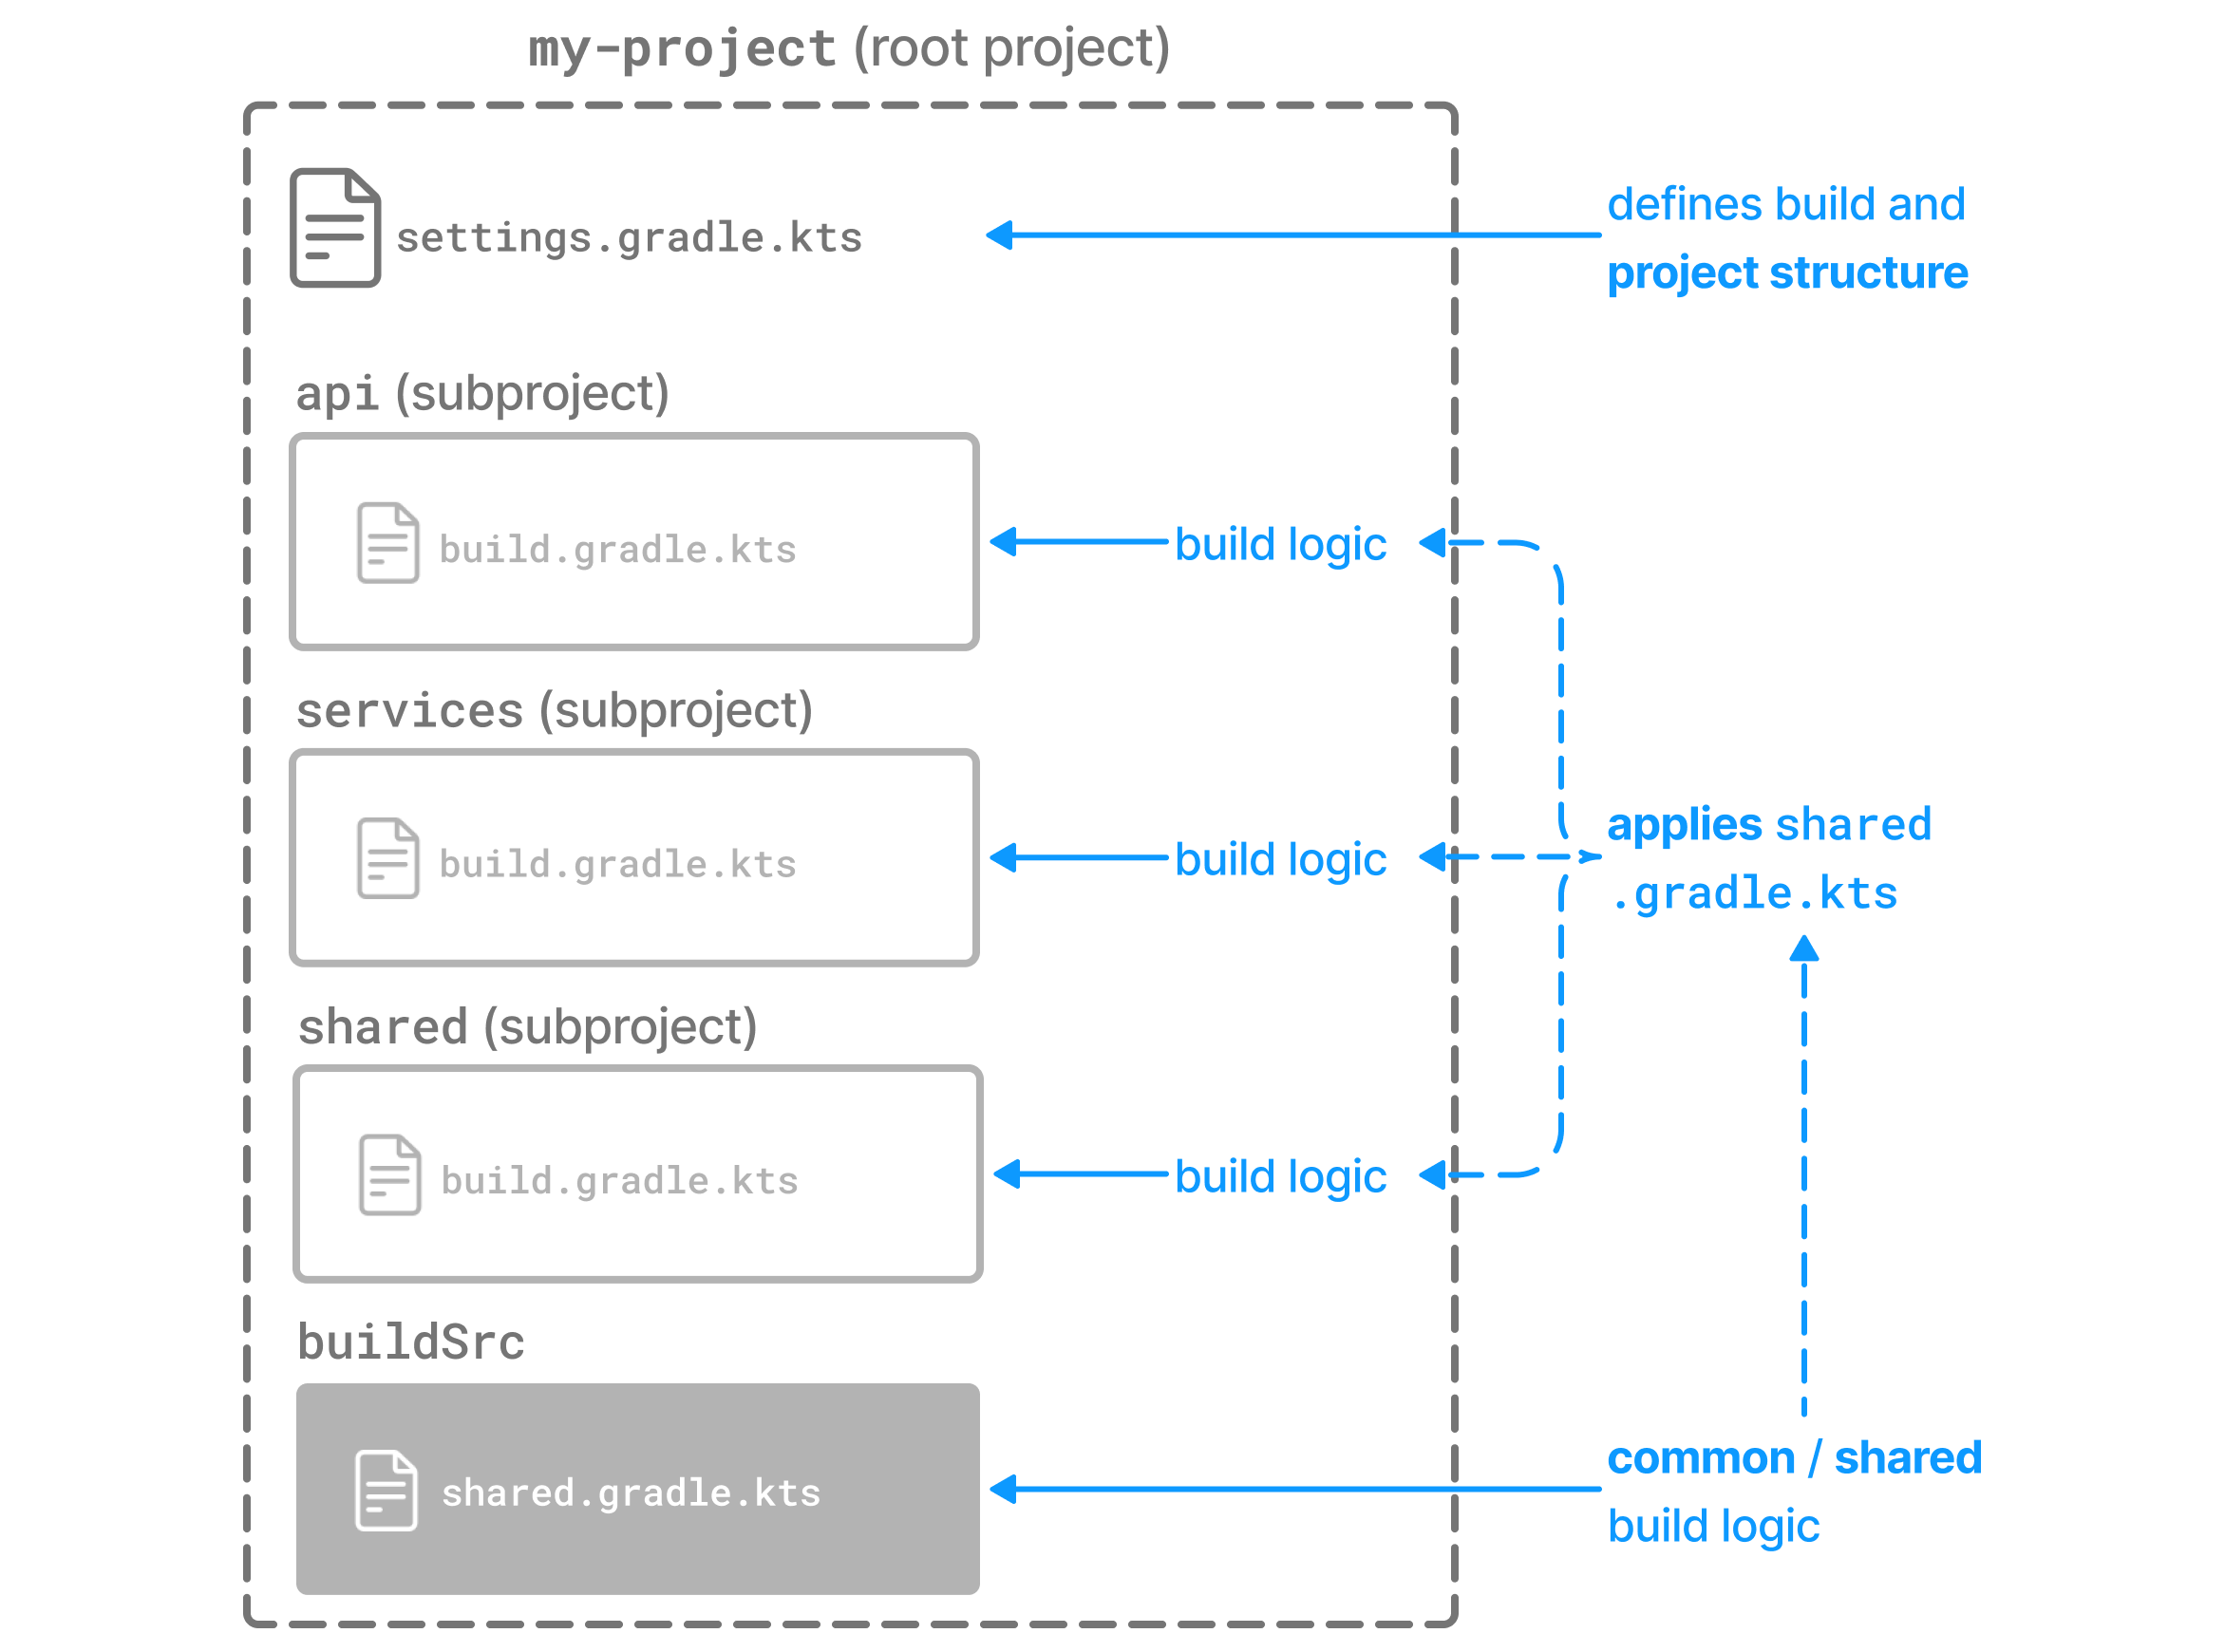 my-project (root project)
settings.gradle.kts
defines build and
project structure
api (subproject)
build.gradle.kts
build logic
services (subproject)
build.gradle.kts
build logic
applies shared
.gradle.kts
shared (subproject)
build.gradle.kts
build logic
buildSrc
shared.gradle.kts
common / shared
build logic